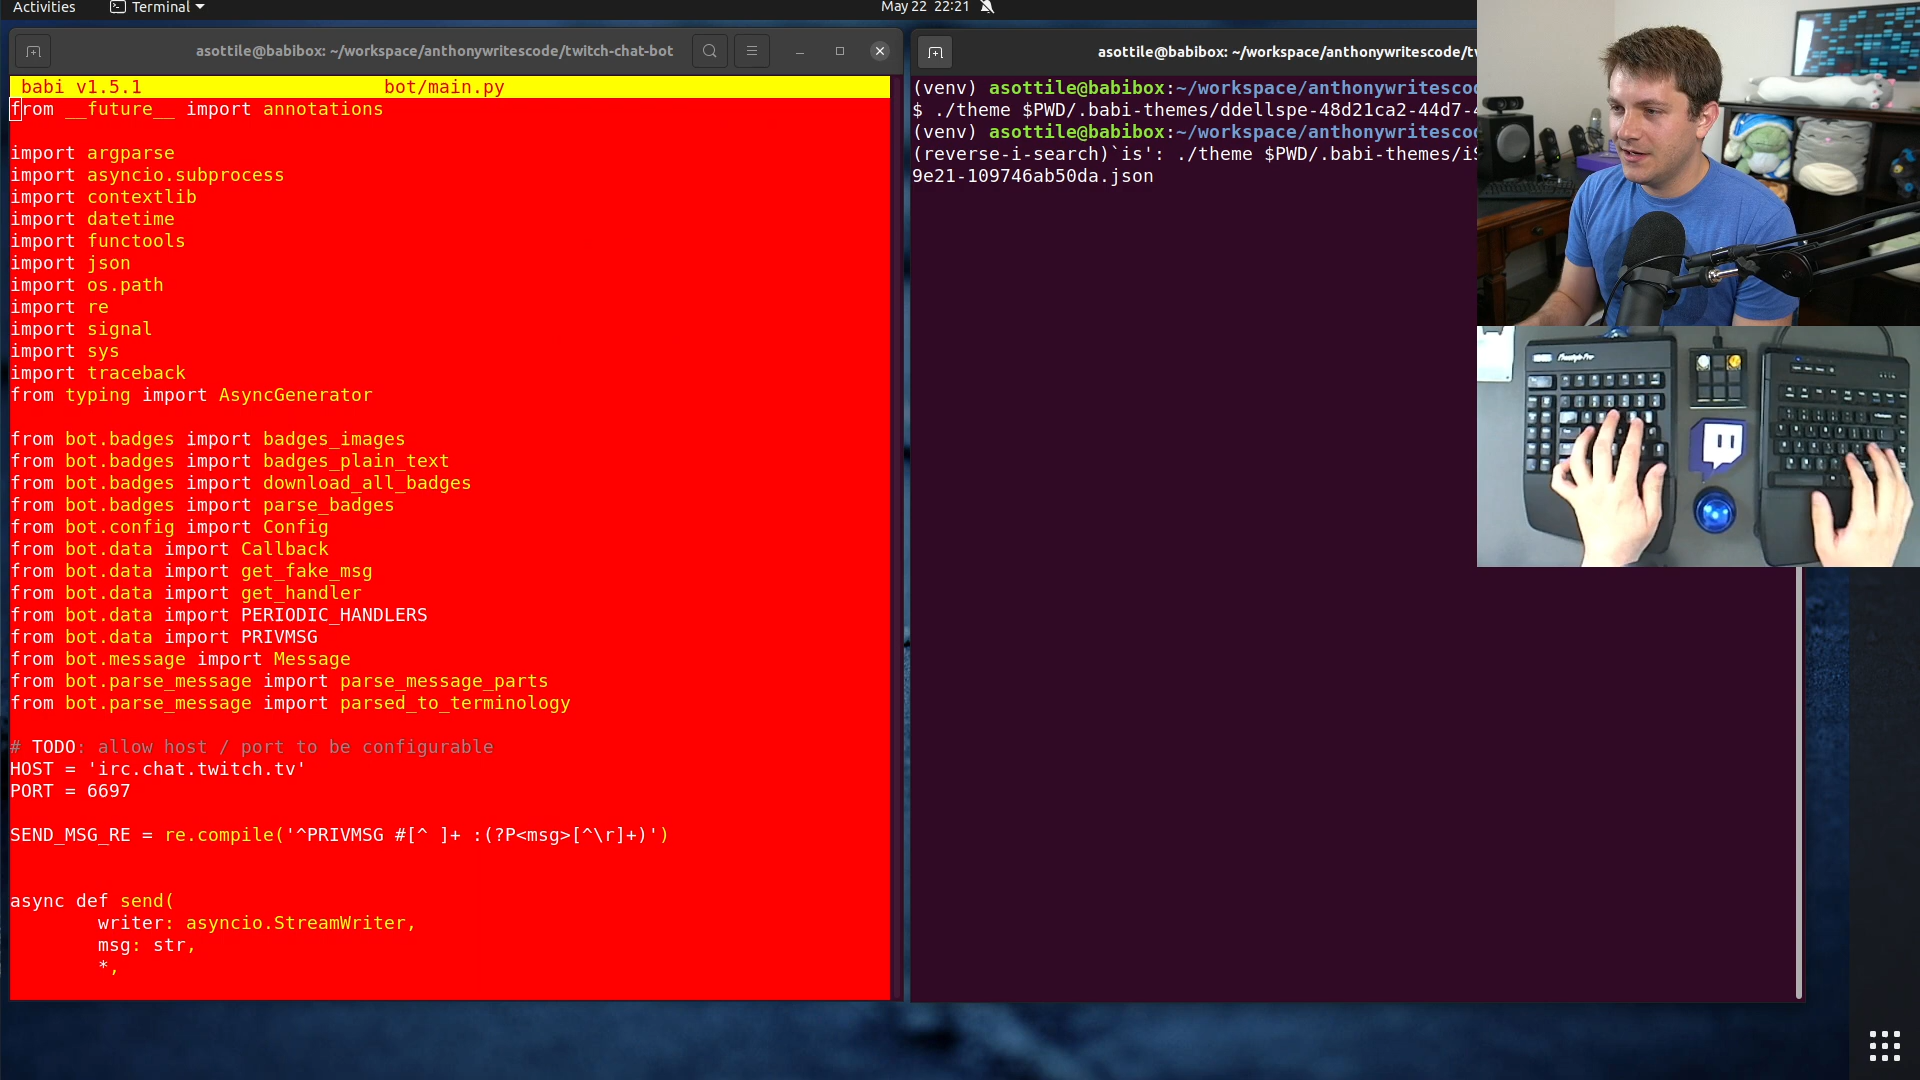 Activities
Terminal
May 22 22:21
asottile@babibox: ~/workspace/anthonywritescode/twitch-chat-bot
babi v1.5.1 bot/main.py
from __future__ import annotations
import argparse
import asyncio.subprocess
import contextlib
import datetime
import functools
import json
import os.path
import re
import signal
import sys
import traceback
from typing import AsyncGenerator
from bot.badges import badges_images
from bot.badges import badges_plain_text
from bot.badges import download_all_badges
from bot.badges import parse_badges
from bot.config import Config
from bot.data import Callback
from bot.data import get_fake_msg
from bot.data import get_handler
from bot.data import PERIODIC_HANDLERS
from bot.data import PRIVMSG
from bot.message import Message
from bot.parse_message import parse_message_parts
from bot.parse_message import parsed_to_terminology
# TODO: allow host / port to be configurable
HOST = 'irc.chat.twitch.tv'
PORT = 6697
SEND_MSG_RE = re.compile('^PRIVMSG #[^ ]+ :(?P<msg>[^\r]+)')
async def send(
writer: asyncio.StreamWriter,
msg: str,
*,
asottile@babibox: ~/workspace/anthonywritescode/tw
(venv) asottile@babibox:~/workspace/anthonywritescod
$ ./theme $PWD/.babi-themes/ddellspe-48d21ca2-44d7-4
(venv) asottile@babibox:~/workspace/anthonywritescod
(reverse-i-search)`is': ./theme $PWD/.babi-themes/iS
9e21-109746ab50da.json